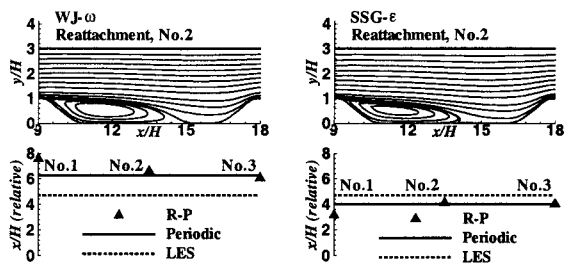 WJ-ω
Reattachment, No.2
y/H
4
3
2
1
0
9 12 15 18
x/H
x/H (relative)
8
6
4
2
0
No.1 No.2 No.3
R-P
Periodic
LES
SSG-ε
Reattachment, No.2
y/H
4
3
2
1
0
9 12 15 18
x/H
x/H (relative)
8
6
4
2
0
No.1 No.2 No.3
R-P
Periodic
LES